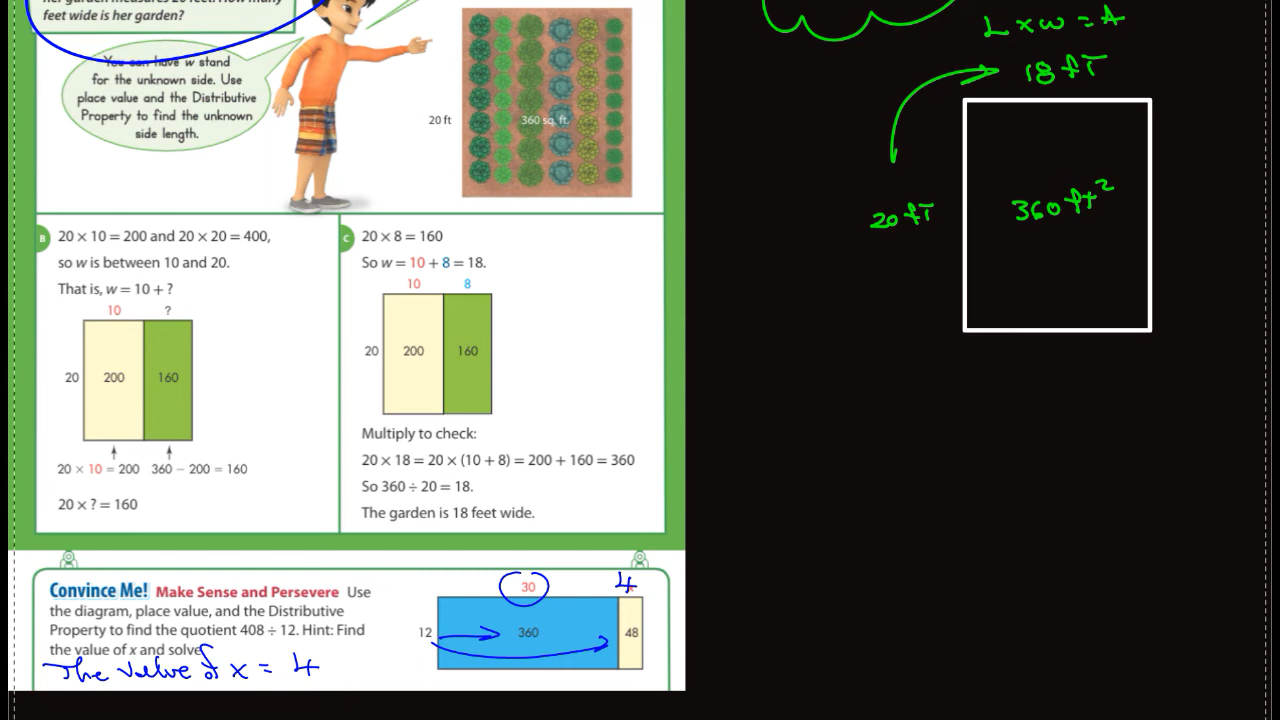 her garden measures 20 feet. How many
feet wide is her garden?
You can have w stand
for the unknown side. Use
place value and the Distributive
Property to find the unknown
side length.
20 ft
360 sq. ft.
B
20 × 10 = 200 and 20 × 20 = 400,
so w is between 10 and 20.
That is, w = 10 + ?
10 ?
20 200 160
20 × 10 = 200 360 − 200 = 160
20 × ? = 160
C
20 × 8 = 160
So w = 10 + 8 = 18.
10 8
20 200 160
Multiply to check:
20 × 18 = 20 × (10 + 8) = 200 + 160 = 360
So 360 ÷ 20 = 18.
The garden is 18 feet wide.
Convince Me! Make Sense and Persevere Use
the diagram, place value, and the Distributive
Property to find the quotient 408 ÷ 12. Hint: Find
the value of x and solve.
The value of x = 4
30 4
12 360 48
L × w = A
18 fT
20 fT
360 ft²